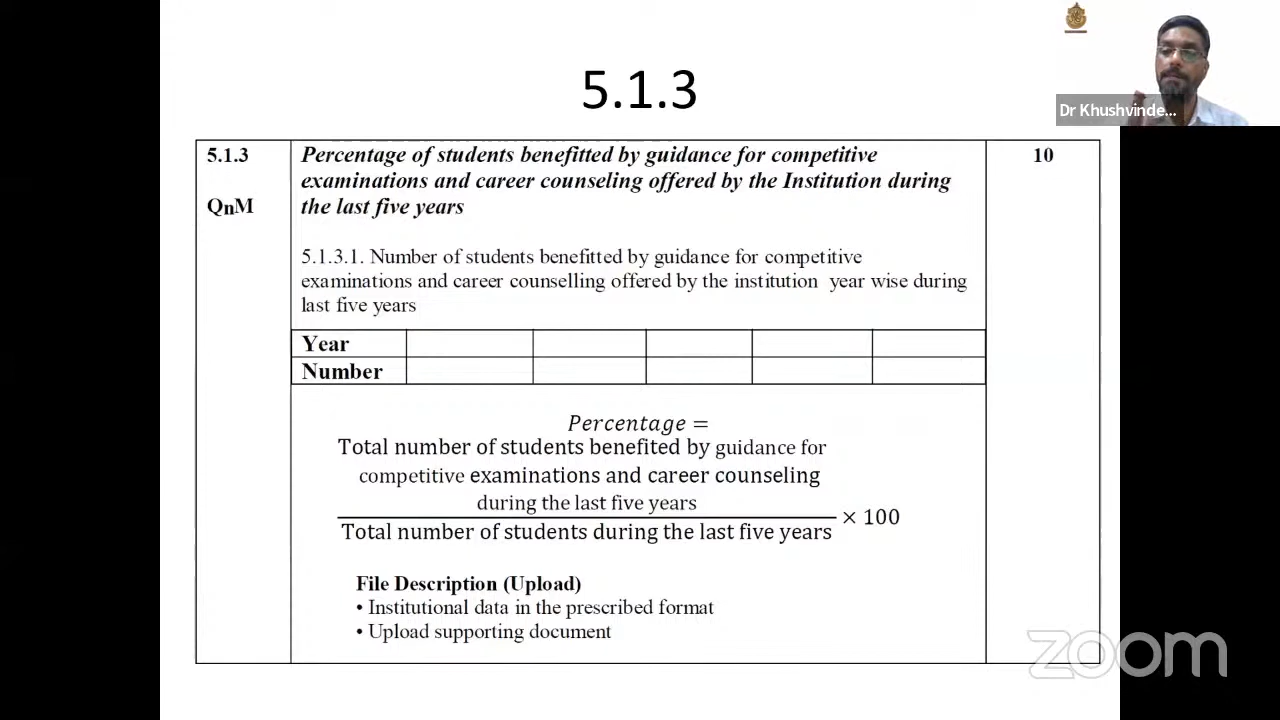 5.1.3
Dr Khushvinde...
5.1.3
QnM
Percentage of students benefitted by guidance for competitive
examinations and career counseling offered by the Institution during
the last five years
10
5.1.3.1. Number of students benefitted by guidance for competitive
examinations and career counselling offered by the institution year wise during
last five years
Year
Number
Percentage =
Total number of students benefited by guidance for
competitive examinations and career counseling
during the last five years
Total number of students during the last five years
× 100
File Description (Upload)
• Institutional data in the prescribed format
• Upload supporting document
zoom